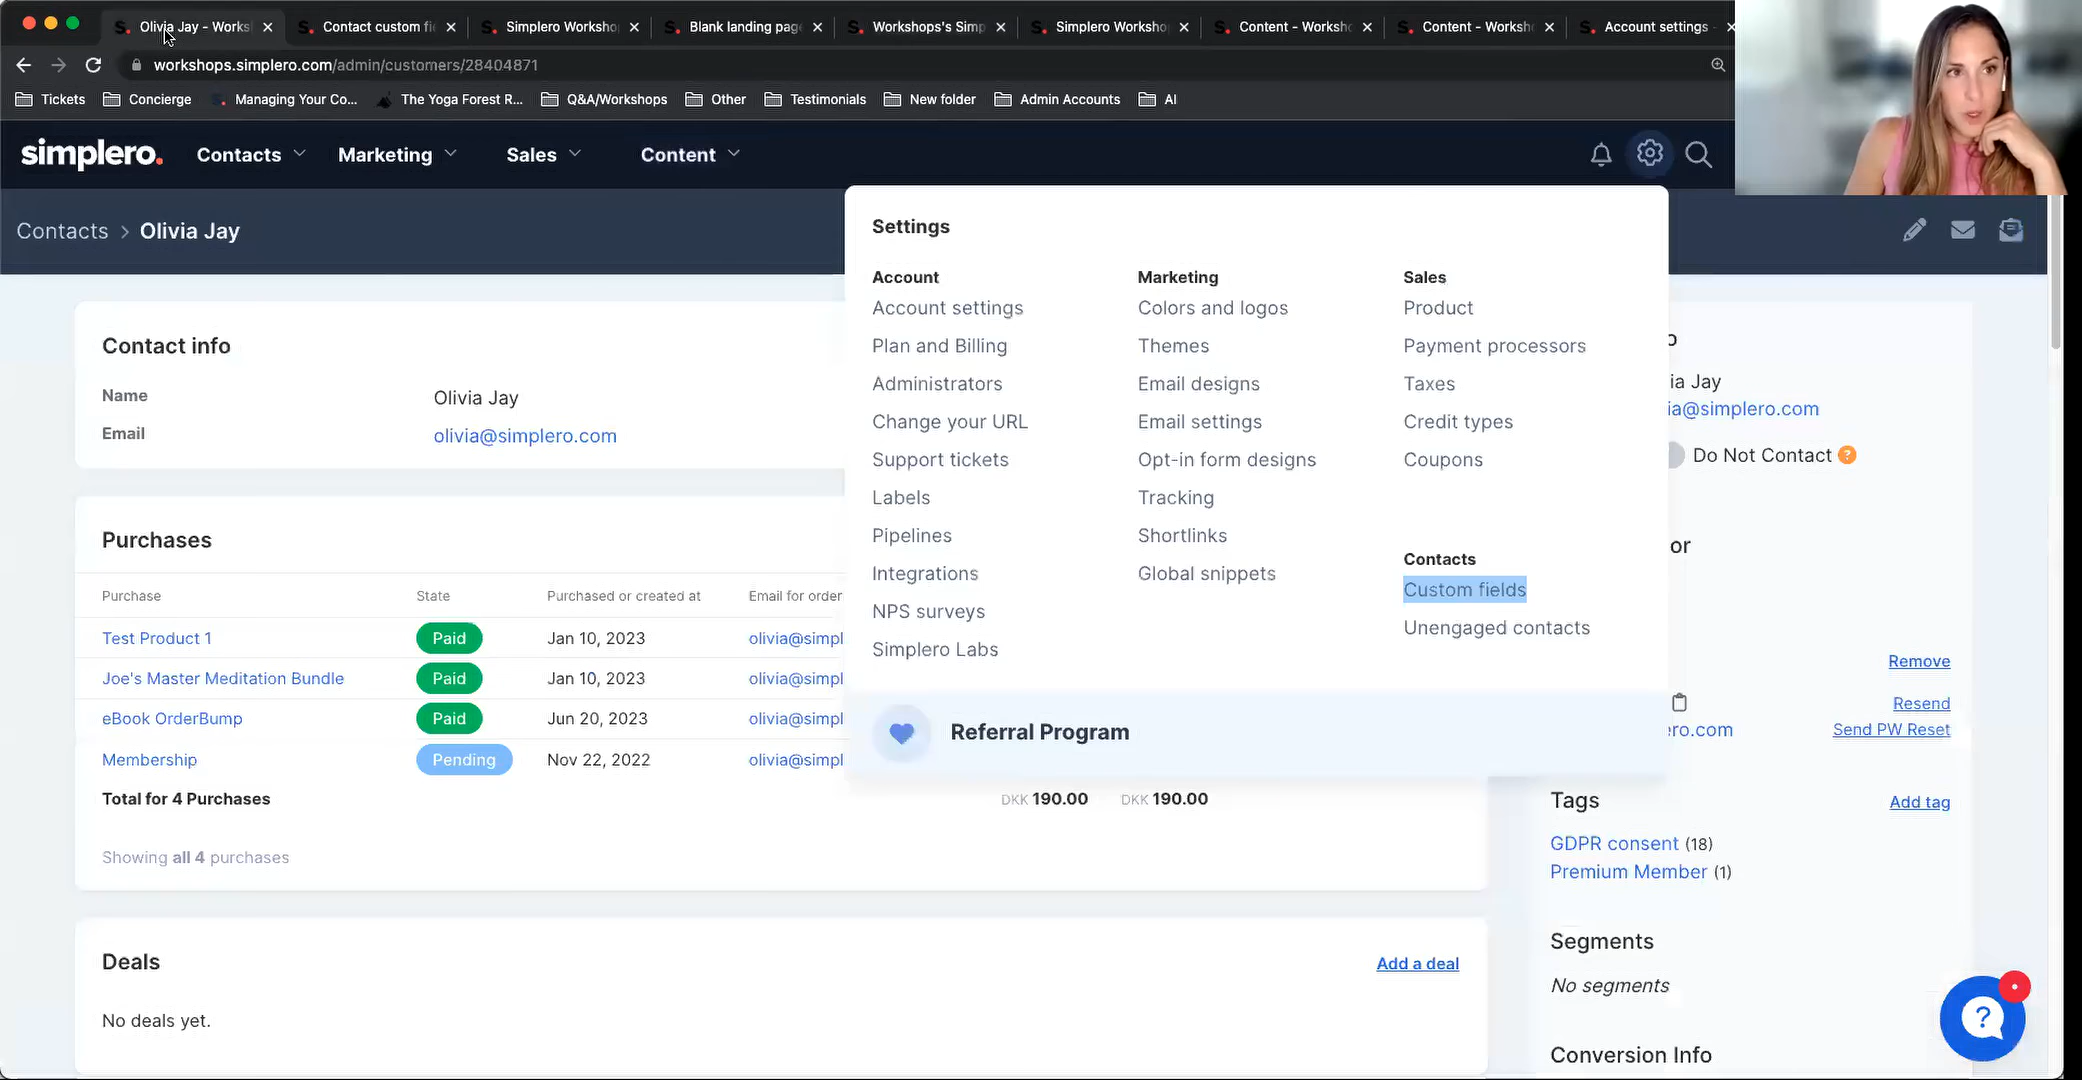 Olivia Jay - Works
Contact custom fi
Simplero Worksho
Blank landing pag
Workshops's Simp
Simplero Worksho
Content - Worksh
Content - Worksh
Account settings -
workshops.simplero.com/admin/customers/28404871
Tickets
Concierge
Managing Your Co...
The Yoga Forest R...
Q&A/Workshops
Other
Testimonials
New folder
Admin Accounts
AI
simplero.
Contacts
Marketing
Sales
Content
Contacts > Olivia Jay
Settings
Account
Account settings
Plan and Billing
Administrators
Change your URL
Support tickets
Labels
Pipelines
Integrations
NPS surveys
Simplero Labs
Marketing
Colors and logos
Themes
Email designs
Email settings
Opt-in form designs
Tracking
Shortlinks
Global snippets
Sales
Product
Payment processors
Taxes
Credit types
Coupons
Contacts
Custom fields
Unengaged contacts
Referral Program
Contact info
Name Olivia Jay
Email olivia@simplero.com
Purchases
Purchase State Purchased or created at Email for order
Test Product 1 Paid Jan 10, 2023 olivia@simpl
Joe's Master Meditation Bundle Paid Jan 10, 2023 olivia@simpl
eBook OrderBump Paid Jun 20, 2023 olivia@simpl
Membership Pending Nov 22, 2022 olivia@simpl
Total for 4 Purchases DKK 190.00 DKK 190.00
Showing all 4 purchases
Deals
Add a deal
No deals yet.
o
ia Jay
ia@simplero.com
Do Not Contact ?
or
Remove
Resend
ero.com
Send PW Reset
Tags
Add tag
GDPR consent (18)
Premium Member (1)
Segments
No segments
Conversion Info
?